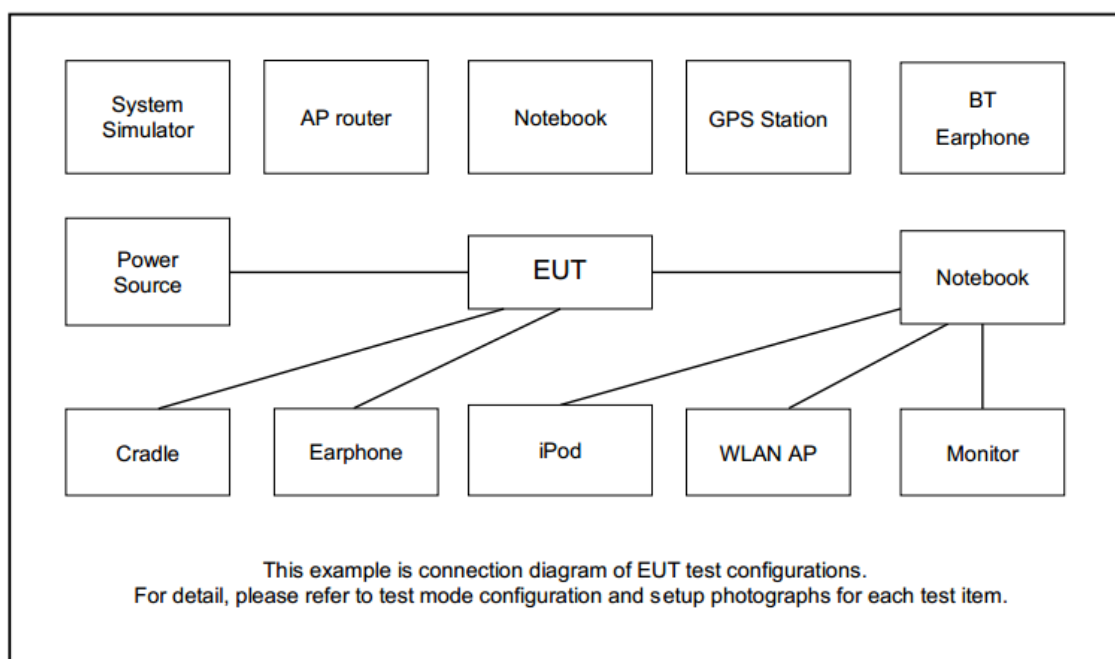 System
Simulator
AP router
Notebook
GPS Station
BT
Earphone
Power
Source
EUT
Notebook
Cradle
Earphone
iPod
WLAN AP
Monitor
This example is connection diagram of EUT test configurations.
For detail, please refer to test mode configuration and setup photographs for each test item.